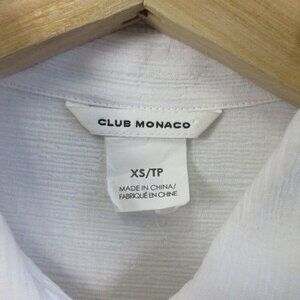 CLUB MONACO
XS/TP
MADE IN CHINA/
FABRIQUÉ EN CHINE